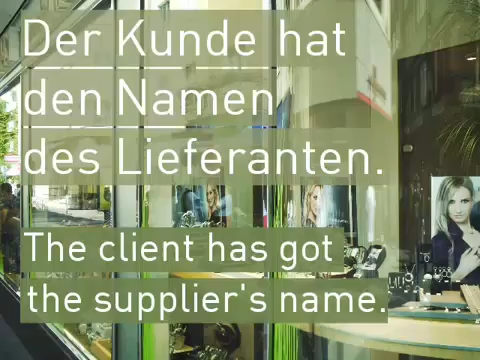 Der Kunde hat
den Namen
des Lieferanten.
The client has got
the supplier's name.